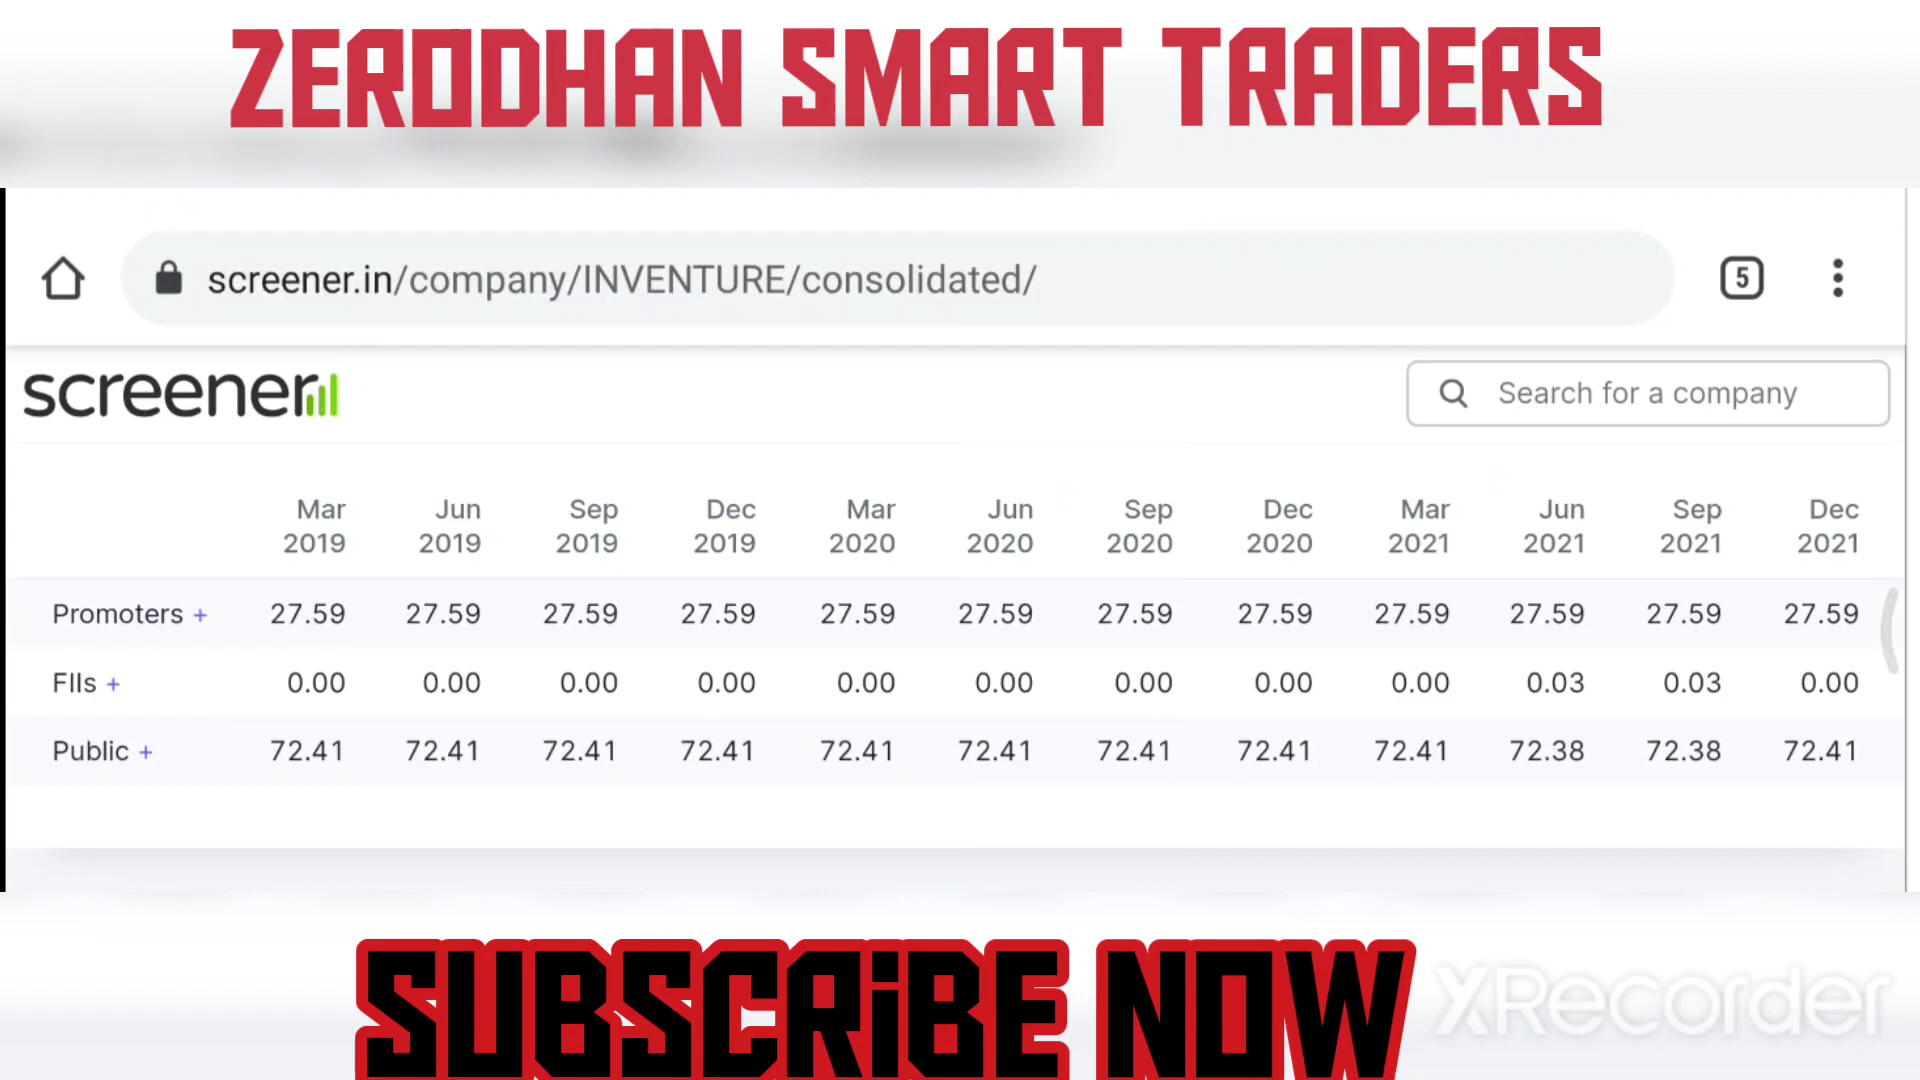 ZERODHAN SMART TRADERS
screener.in/company/INVENTURE/consolidated/
5
screener
Search for a company
Mar 2019 Jun 2019 Sep 2019 Dec 2019 Mar 2020 Jun 2020 Sep 2020 Dec 2020 Mar 2021 Jun 2021 Sep 2021 Dec 2021
Promoters + 27.59 27.59 27.59 27.59 27.59 27.59 27.59 27.59 27.59 27.59 27.59 27.59
FIIs + 0.00 0.00 0.00 0.00 0.00 0.00 0.00 0.00 0.00 0.03 0.03 0.00
Public + 72.41 72.41 72.41 72.41 72.41 72.41 72.41 72.41 72.41 72.38 72.38 72.41
SUBSCRiBE NOW
XRecorder